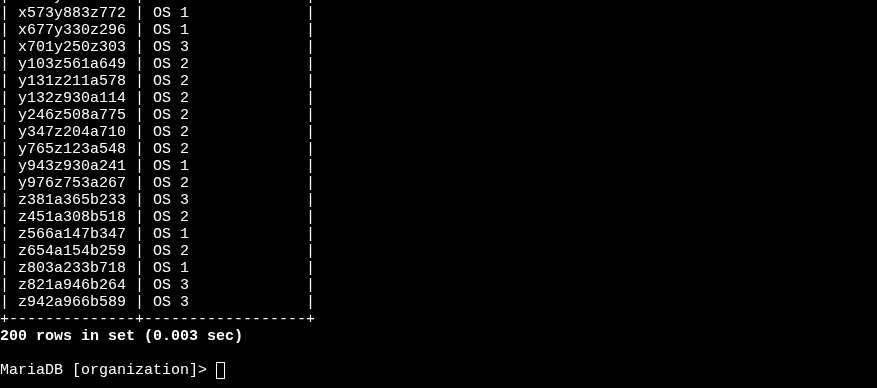 | x573y883z772 | OS 1             |
| x677y330z296 | OS 1             |
| x701y250z303 | OS 3             |
| y103z561a649 | OS 2             |
| y131z211a578 | OS 2             |
| y132z930a114 | OS 2             |
| y246z508a775 | OS 2             |
| y347z204a710 | OS 2             |
| y765z123a548 | OS 2             |
| y943z930a241 | OS 1             |
| y976z753a267 | OS 2             |
| z381a365b233 | OS 3             |
| z451a308b518 | OS 2             |
| z566a147b347 | OS 1             |
| z654a154b259 | OS 2             |
| z803a233b718 | OS 1             |
| z821a946b264 | OS 3             |
| z942a966b589 | OS 3             |
+--------------+------------------+
200 rows in set (0.003 sec)
MariaDB [organization]>